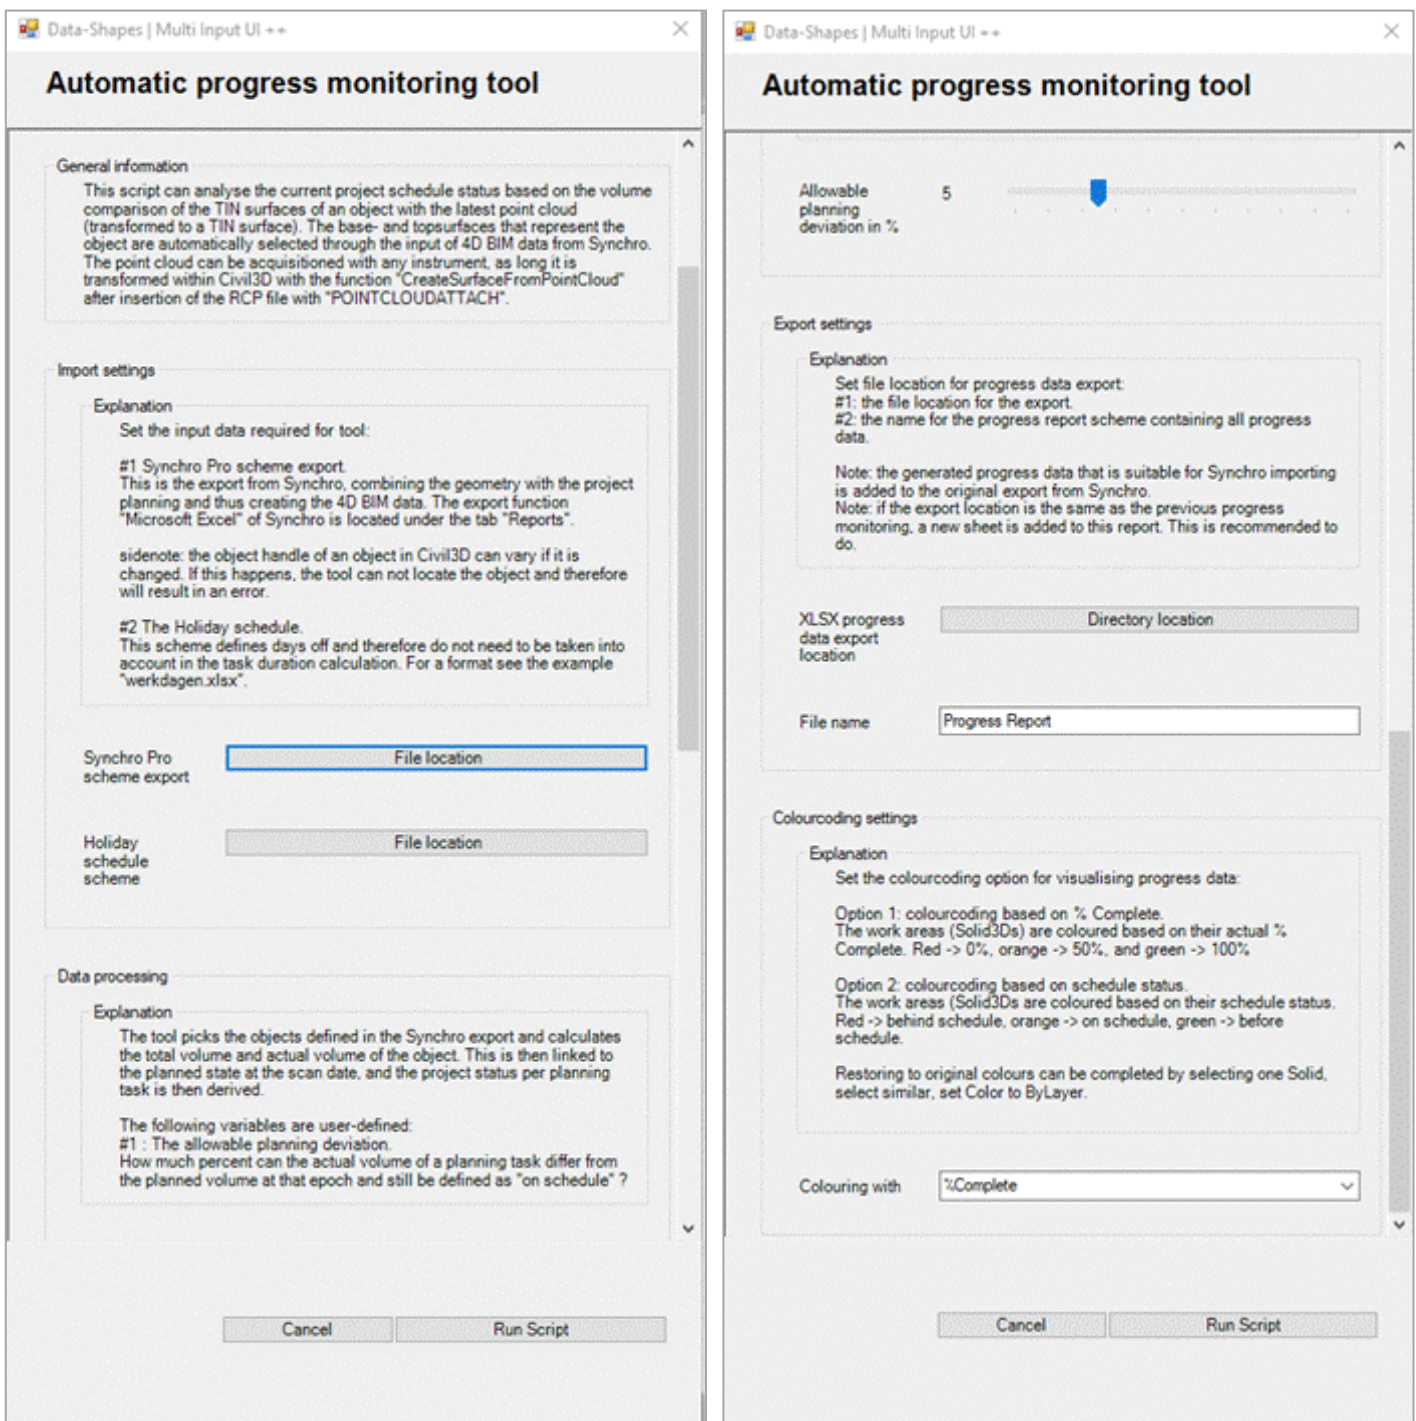 Data-Shapes | Multi Input UI ++
Automatic progress monitoring tool
General information
This script can analyse the current project schedule status based on the volume
comparison of the TIN surfaces of an object with the latest point cloud
(transformed to a TIN surface). The base- and topsurfaces that represent the
object are automatically selected through the input of 4D BIM data from Synchro.
The point cloud can be acquisitioned with any instrument, as long it is
transformed within Civil3D with the function "CreateSurfaceFromPointCloud"
after insertion of the RCP file with "POINTCLOUDATTACH".
Import settings
Explanation
Set the input data required for tool:
#1 Synchro Pro scheme export.
This is the export from Synchro, combining the geometry with the project
planning and thus creating the 4D BIM data. The export function
"Microsoft Excel" of Synchro is located under the tab "Reports".
sidenote: the object handle of an object in Civil3D can vary if it is
changed. If this happens, the tool can not locate the object and therefore
will result in an error.
#2 The Holiday schedule.
This scheme defines days off and therefore do not need to be taken into
account in the task duration calculation. For a format see the example
"werkdagen.xlsx".
Synchro Pro
scheme export
File location
Holiday
schedule
scheme
File location
Data processing
Explanation
The tool picks the objects defined in the Synchro export and calculates
the total volume and actual volume of the object. This is then linked to
the planned state at the scan date, and the project status per planning
task is then derived.
The following variables are user-defined:
#1 : The allowable planning deviation.
How much percent can the actual volume of a planning task differ from
the planned volume at that epoch and still be defined as "on schedule" ?
Cancel
Run Script
Data-Shapes | Multi Input UI ++
Automatic progress monitoring tool
Allowable
planning
deviation in %
5
Export settings
Explanation
Set file location for progress data export:
#1: the file location for the export.
#2: the name for the progress report scheme containing all progress
data.
Note: the generated progress data that is suitable for Synchro importing
is added to the original export from Synchro.
Note: if the export location is the same as the previous progress
monitoring, a new sheet is added to this report. This is recommended to
do.
XLSX progress
data export
location
Directory location
File name
Progress Report
Colourcoding settings
Explanation
Set the colourcoding option for visualising progress data:
Option 1: colourcoding based on % Complete.
The work areas (Solid3Ds) are coloured based on their actual %
Complete. Red -> 0%, orange -> 50%, and green -> 100%
Option 2: colourcoding based on schedule status.
The work areas (Solid3Ds are coloured based on their schedule status.
Red -> behind schedule, orange -> on schedule, green -> before
schedule.
Restoring to original colours can be completed by selecting one Solid,
select similar, set Color to ByLayer.
Colouring with
%Complete
Cancel
Run Script